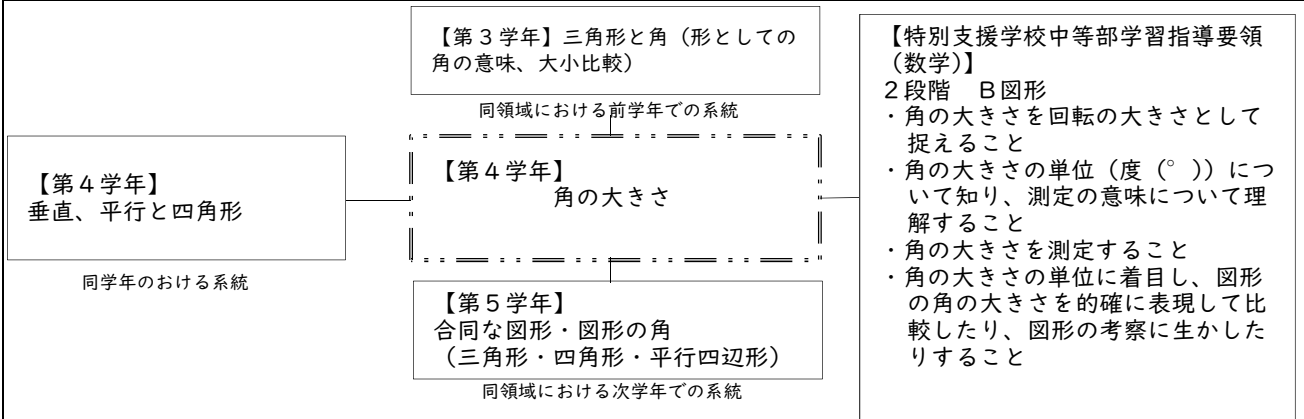 【第３学年】三角形と角（形としての
角の意味、大小比較）
同領域における前学年での系統
【第４学年】
垂直、平行と四角形
同学年のおける系統
【第４学年】
角の大きさ
【第５学年】
合同な図形・図形の角
（三角形・四角形・平行四辺形）
同領域における次学年での系統
【特別支援学校中等部学習指導要領
（数学）】
２段階　Ｂ図形
・角の大きさを回転の大きさとして
捉えること
・角の大きさの単位（度（°））につ
いて知り、測定の意味について理
解すること
・角の大きさを測定すること
・角の大きさの単位に着目し、図形
の角の大きさを的確に表現して比
較したり、図形の考察に生かした
りすること